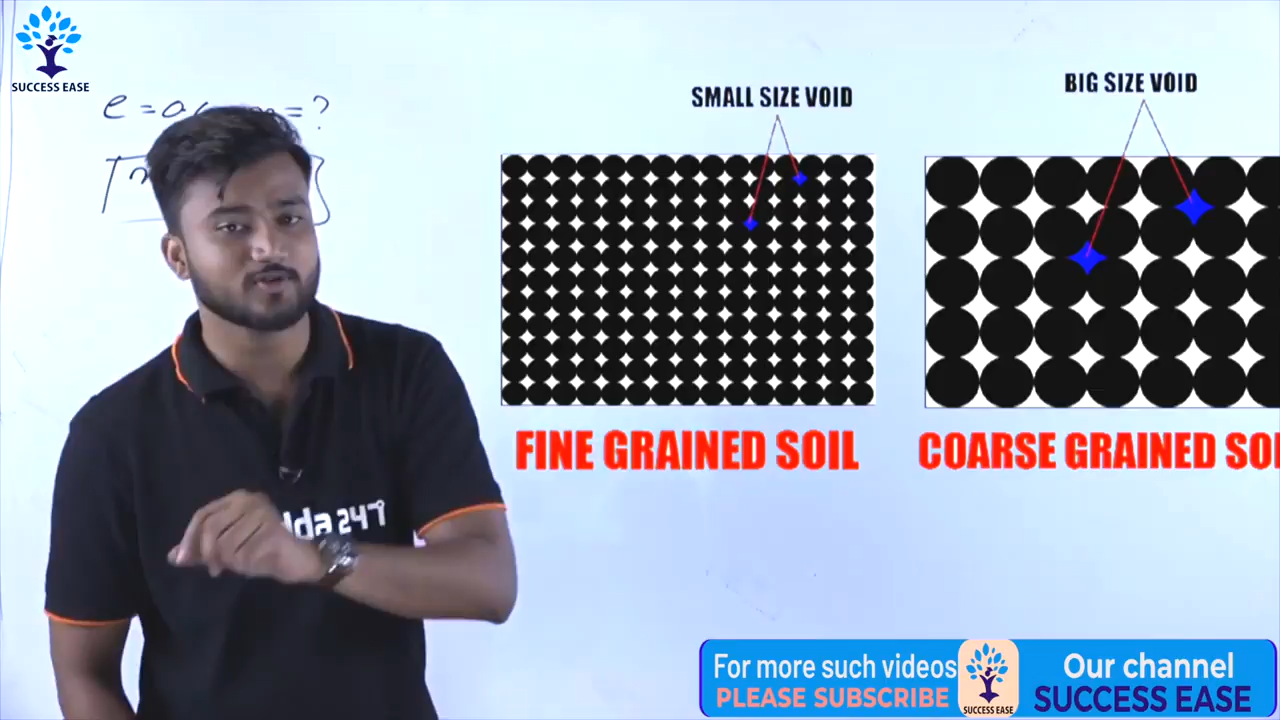 SUCCESS EASE
= ?
SMALL SIZE VOID
BIG SIZE VOID
FINE GRAINED SOIL
COARSE GRAINED
247
For more such videos
PLEASE SUBSCRIBE
SUCCESS EASE
Our channel
SUCCESS EASE